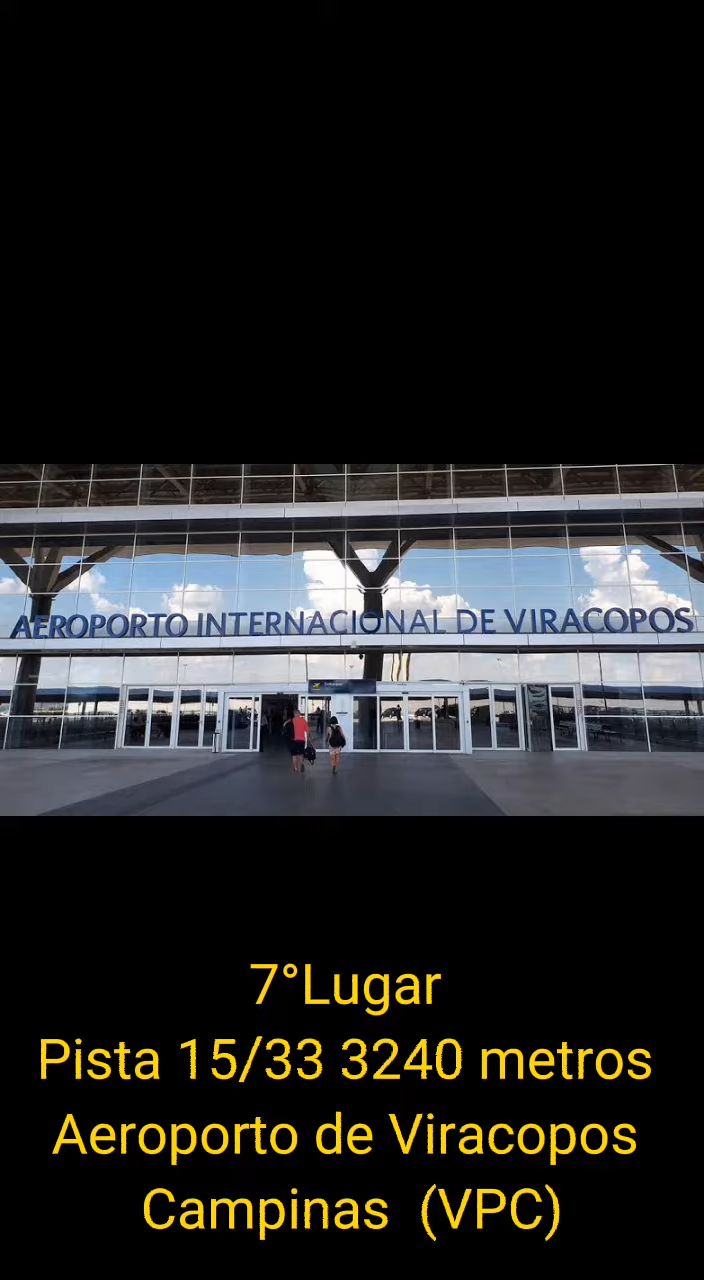 AEROPORTO INTERNACIONAL DE VIRACOPOS
7°Lugar
Pista 15/33 3240 metros
Aeroporto de Viracopos
Campinas (VPC)